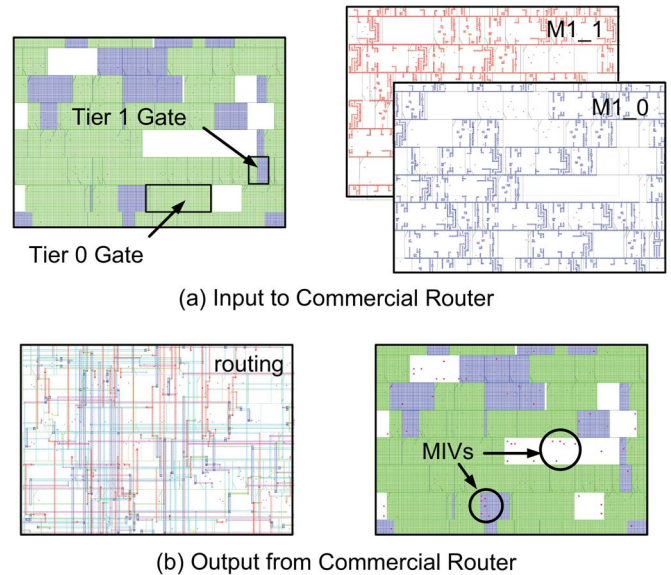 M1_1
M1_0
Tier 1 Gate
Tier 0 Gate
(a) Input to Commercial Router
routing
MIVs
(b) Output from Commercial Router